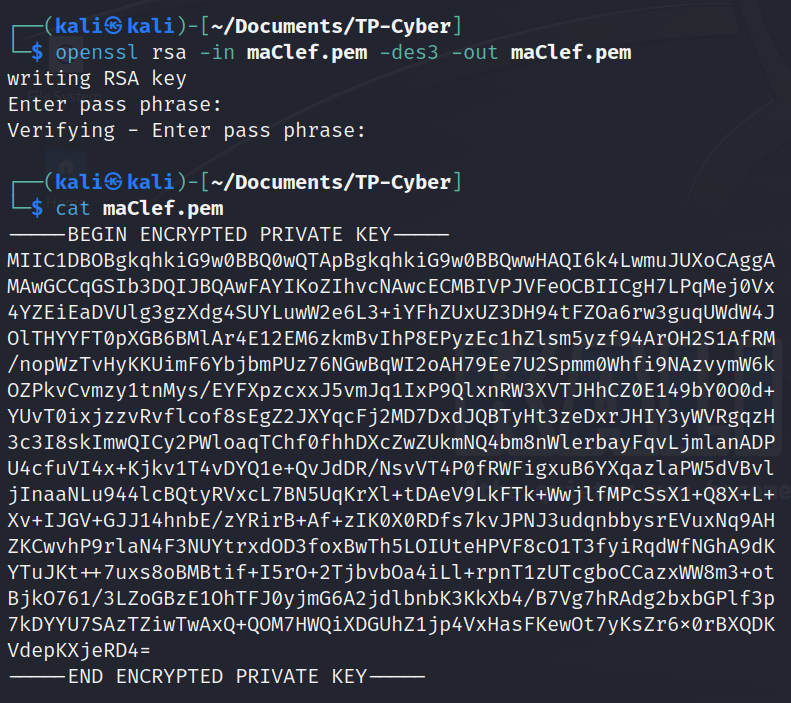 ┌──(kali㉿kali)-[~/Documents/TP-Cyber]
└─$ openssl rsa -in maClef.pem -des3 -out maClef.pem
writing RSA key
Enter pass phrase:
Verifying - Enter pass phrase:
┌──(kali㉿kali)-[~/Documents/TP-Cyber]
└─$ cat maClef.pem
-----BEGIN ENCRYPTED PRIVATE KEY-----
MIIC1DBOBgkqhkiG9w0BBQ0wQTApBgkqhkiG9w0BBQwwHAQI6k4LwmuJUXoCAggA
MAwGCCqGSIb3DQIJBQAwFAYIKoZIhvcNAwcECMBIVPJVFeOCBIICgH7LPqMej0Vx
4YZEiEaDVUlg3gzXdg4SUYLuwW2e6L3+iYFhZUxUZ3DH94tFZOa6rw3guqUWdW4J
OlTHYYFT0pXGB6BMlAr4E12EM6zkmBvIhP8EPyzEc1hZlsm5yzf94ArOH2S1AfRM
/nopWzTvHyKKUimF6YbjbmPUz76NGwBqWI2oAH79Ee7U2Spmm0Whfi9NAzvymW6k
OZPkvCvmzy1tnMys/EYFXpzcxxJ5vmJq1IxP9QlxnRW3XVTJHhCZ0E149bY0O0d+
YUvT0ixjzzvRvflcof8sEgZ2JXYqcFj2MD7DxdJQBTyHt3zeDxrJHIY3yWVRgqzH
3c3I8skImwQICy2PWloaqTChf0fhhDXcZwZUkmNQ4bm8nWlerbayFqvLjmlanADP
U4cfuVI4x+Kjkv1T4vDYQ1e+QvJdDR/NsvVT4P0fRWFigxuB6YXqazlaPW5dVBvl
jInaaNLu944lcBQtyRVxcL7BN5UqKrXl+tDAeV9LkFTk+WwjlfMPcSsX1+Q8X+L+
Xv+IJGV+GJJ14hnbE/zYRirB+Af+zIK0X0RDfs7kvJPNJ3udqnbbysrEVuxNq9AH
ZKCwvhP9rlaN4F3NUYtrxdOD3foxBwTh5LOIUteHPVF8cO1T3fyiRqdWfNGhA9dK
YTuJKt++7uxs8oBMBtif+I5rO+2TjbvbOa4iLl+rpnT1zUTcgboCCazxWW8m3+ot
BjkO761/3LZoGBzE1OhTFJ0yjmG6A2jdlbnbK3KkXb4/B7Vg7hRAdg2bxbGPlf3p
7kDYYU7SAzTZiwTwAxQ+QOM7HWQiXDGUhZ1jp4VxHasFKewOt7yKsZr6x0rBXQDK
VdepKXjeRD4=
-----END ENCRYPTED PRIVATE KEY-----